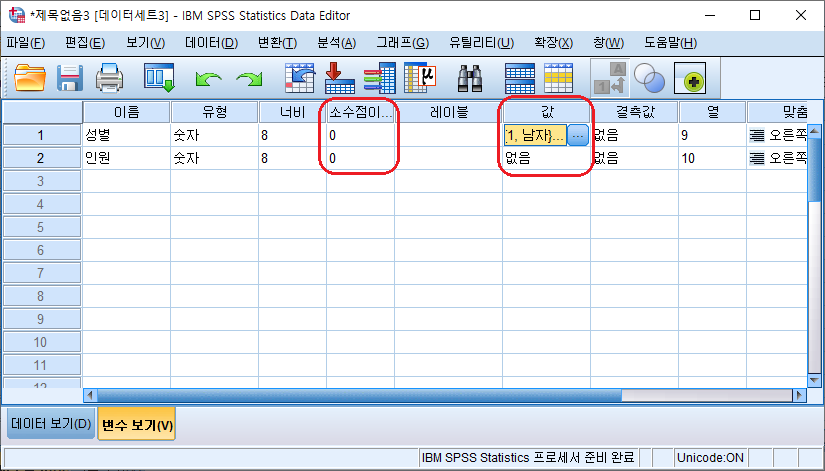 *제목없음3 [데이터세트3] - IBM SPSS Statistics Data Editor
파일(F) 편집(E) 보기(V) 데이터(D) 변환(T) 분석(A) 그래프(G) 유틸리티(U) 확장(X) 창(W) 도움말(H)
이름 유형 너비 소수점이... 레이블 값 결측값 열 맞춤
1 성별 숫자 8 0 {1, 남자}... ... 없음 9 오른쪽
2 인원 숫자 8 0 없음 없음 10 오른쪽
3
4
5
6
7
8
9
10
11
12
데이터 보기(D) 변수 보기(V)
IBM SPSS Statistics 프로세서 준비 완료 Unicode:ON